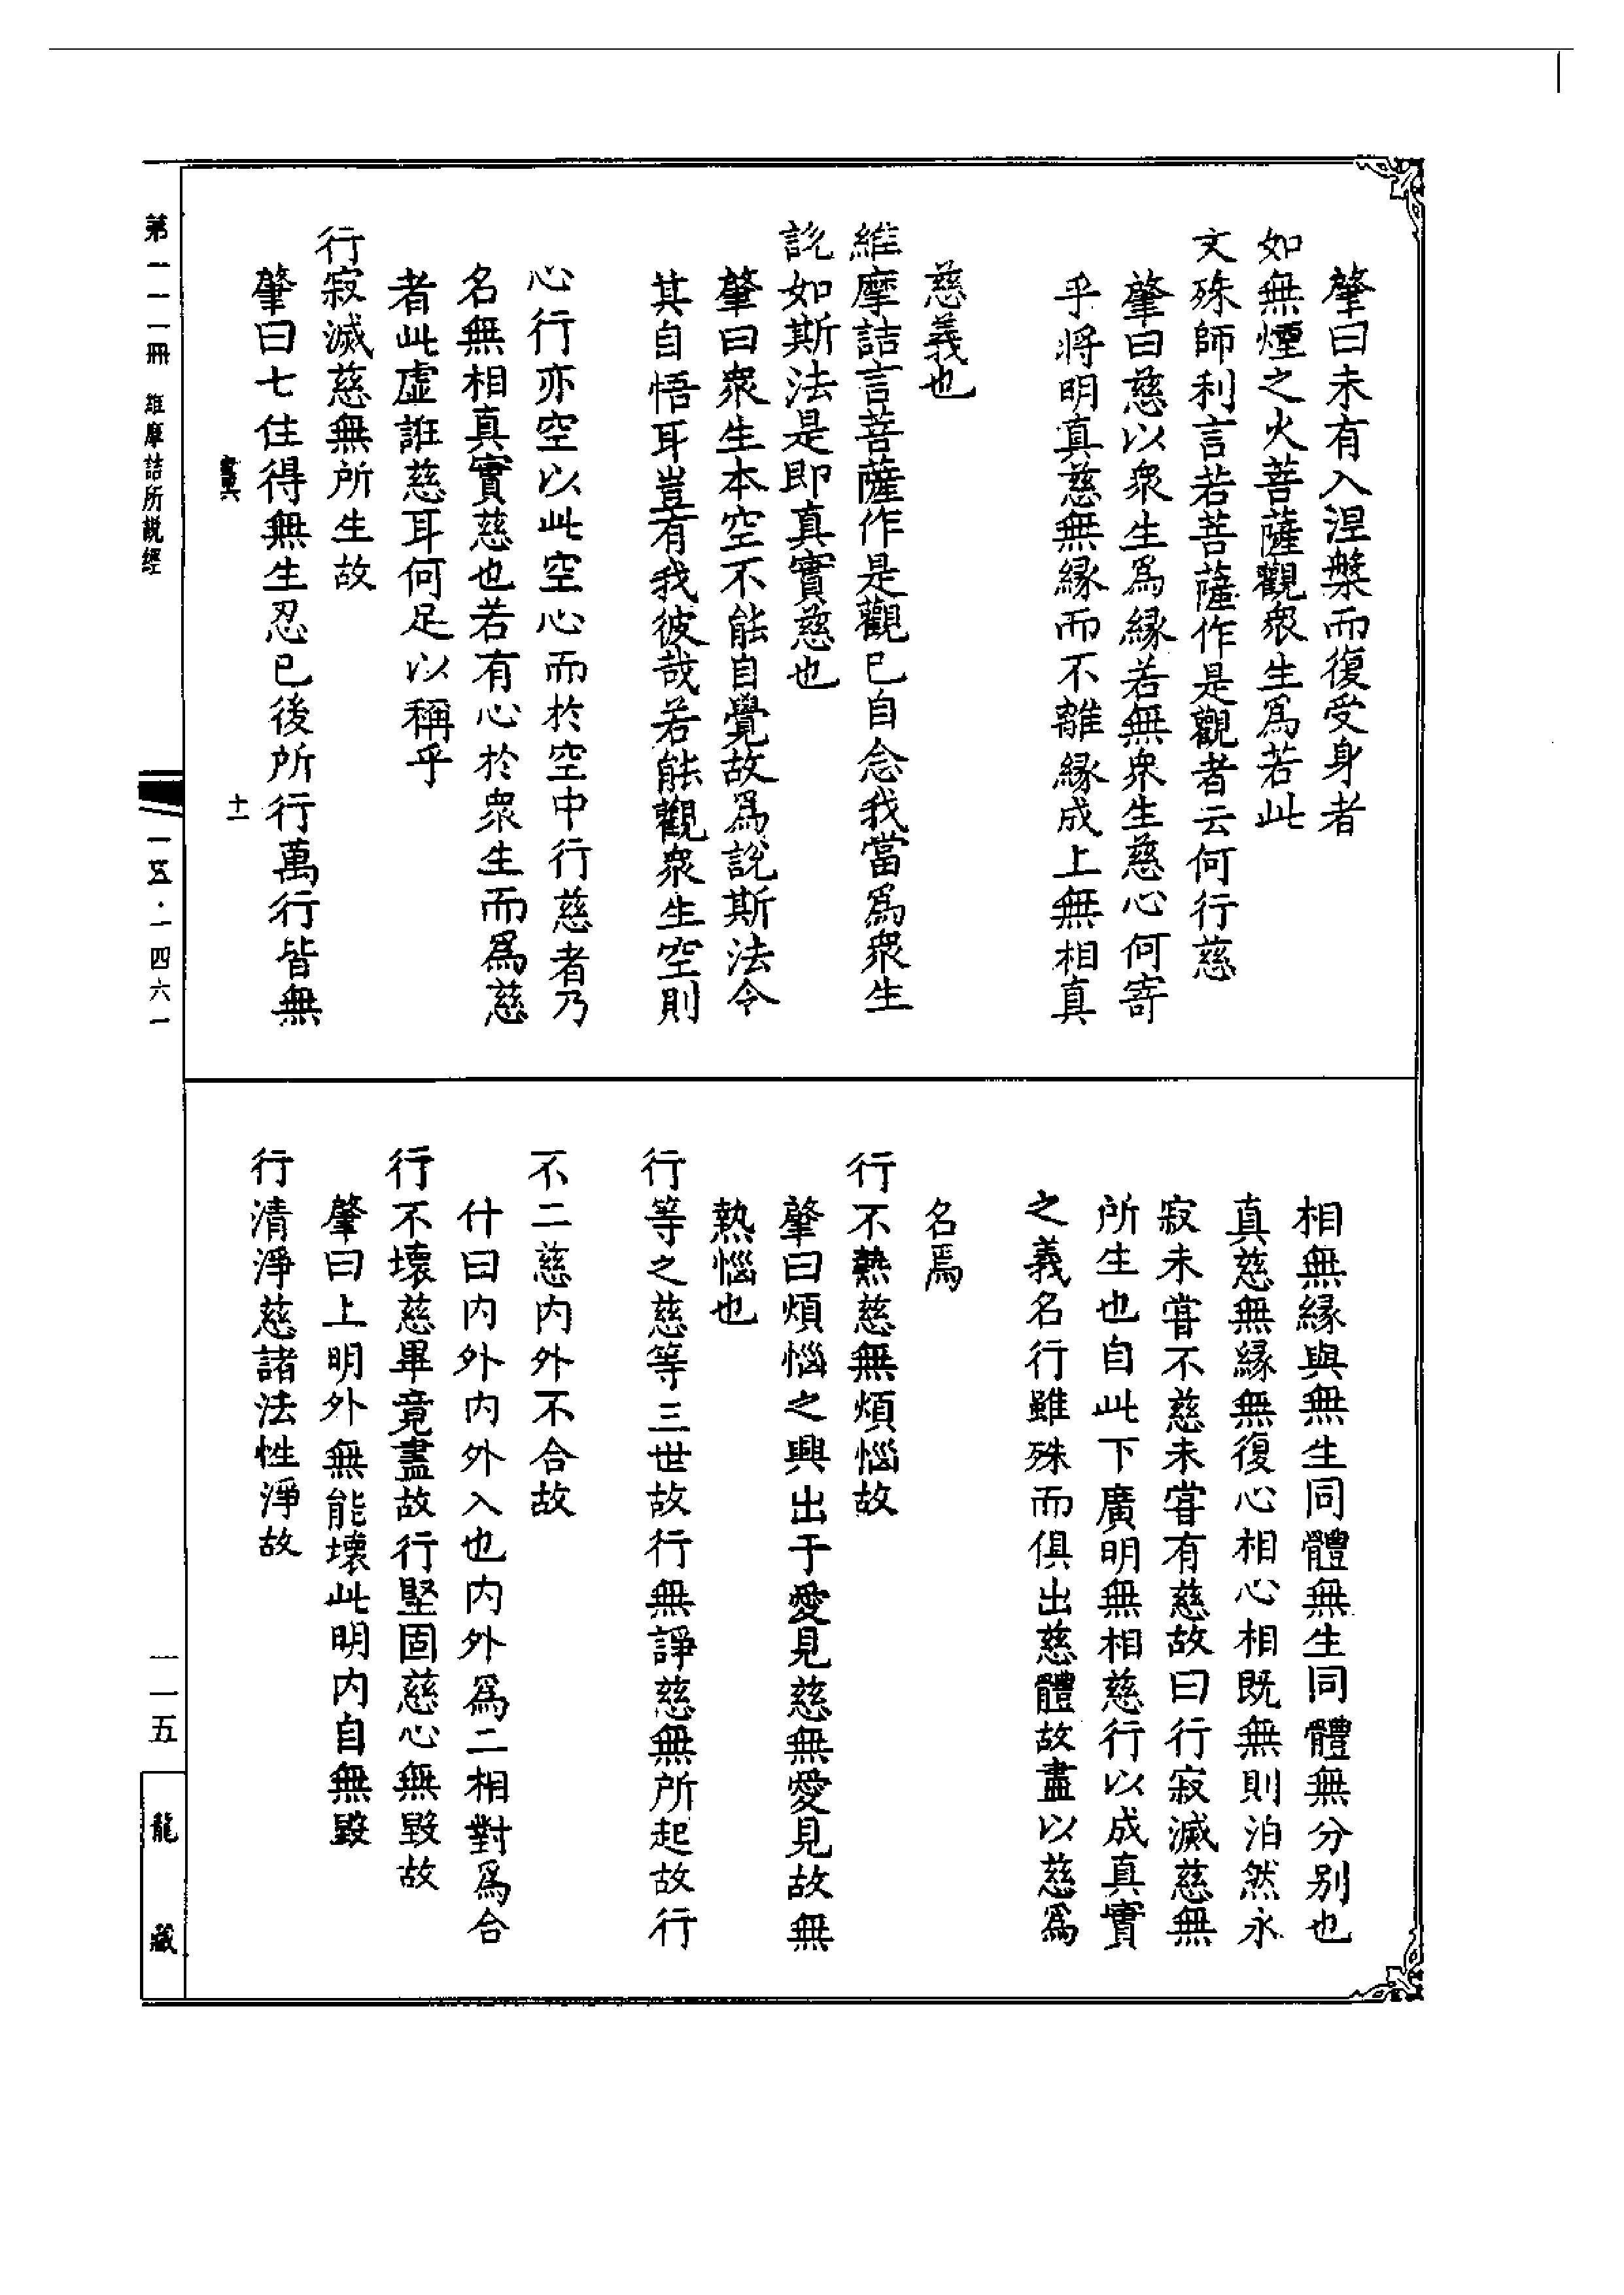 肇曰未有入涅槃而復受身者
如無煙之火菩薩觀衆生爲若此
文殊師利言若菩薩作是觀者云何行慈
肇曰慈以衆生爲緣若無衆生慈心何寄
乎將明真慈無緣而不離緣成上無相真
慈義也
維摩詰言菩薩作是觀已自念我當爲衆生
說如斯法是即真實慈也
肇曰衆生本空不能自覺故爲說斯法令
其自悟耳豈有我彼哉若能觀衆生空則
心行亦空以此空心而於空中行慈者乃
名無相真實慈也若有心於衆生而爲慈
者此虛誑慈耳何足以稱乎
行寂滅慈無所生故
肇曰七住得無生忍已後所行萬行皆無
相無緣與無生同體無生同體無分别也
真慈無緣無復心相心相既無則泊然永
寂未甞不慈未甞有慈故曰行寂滅慈無
所生也自此下廣明無相慈行以成真實
之義名行雖殊而俱出慈體故盡以慈爲
名焉
行不熱慈無煩惱故
肇曰煩惱之興出于愛見慈無愛見故無
熱惱也
行等之慈等三世故行無諍慈無所起故行
不二慈内外不合故
什曰内外内外入也内外爲二相對爲合
行不壞慈畢竟盡故行堅固慈心無毀故
肇曰上明外無能壞此明内自無毀
行清淨慈諸法性淨故
十一
第一一一冊 維摩詰所説經
一五·一四六一
一一五
龍藏